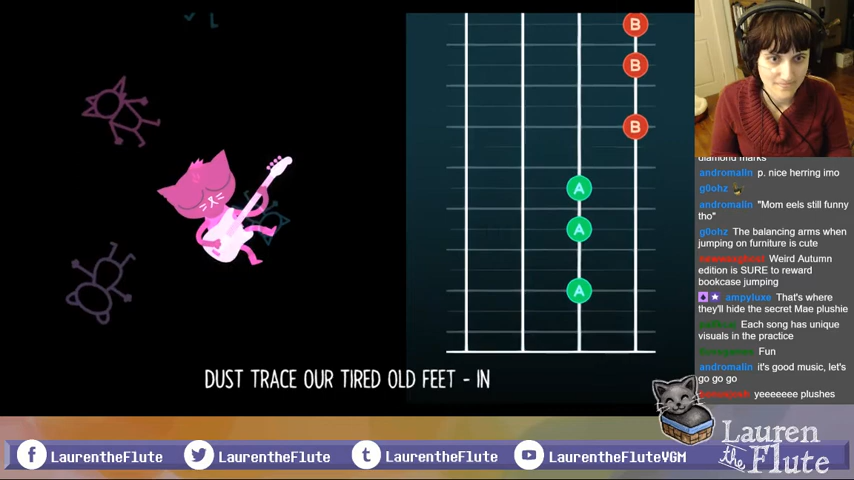 B
B
B
A
A
A
DUST TRACE OUR TIRED OLD FEET - IN
diamond marks
andromalin p. nice herring imo
g0ohz
andromalin "Mom eels still funny
tho"
g0ohz The balancing arms when
jumping on furniture is cute
Weird Autumn
edition is SURE to reward
bookcase jumping
ampyluxe That's where
they'll hide the secret Mae plushie
Each song has unique
visuals in the practice
Fun
andromalin it's good music, let's
go go go
yeeeeeee plushes
Lauren
the Flute
LaurentheFlute
LaurentheFlute
LaurentheFlute
LaurentheFluteVGM